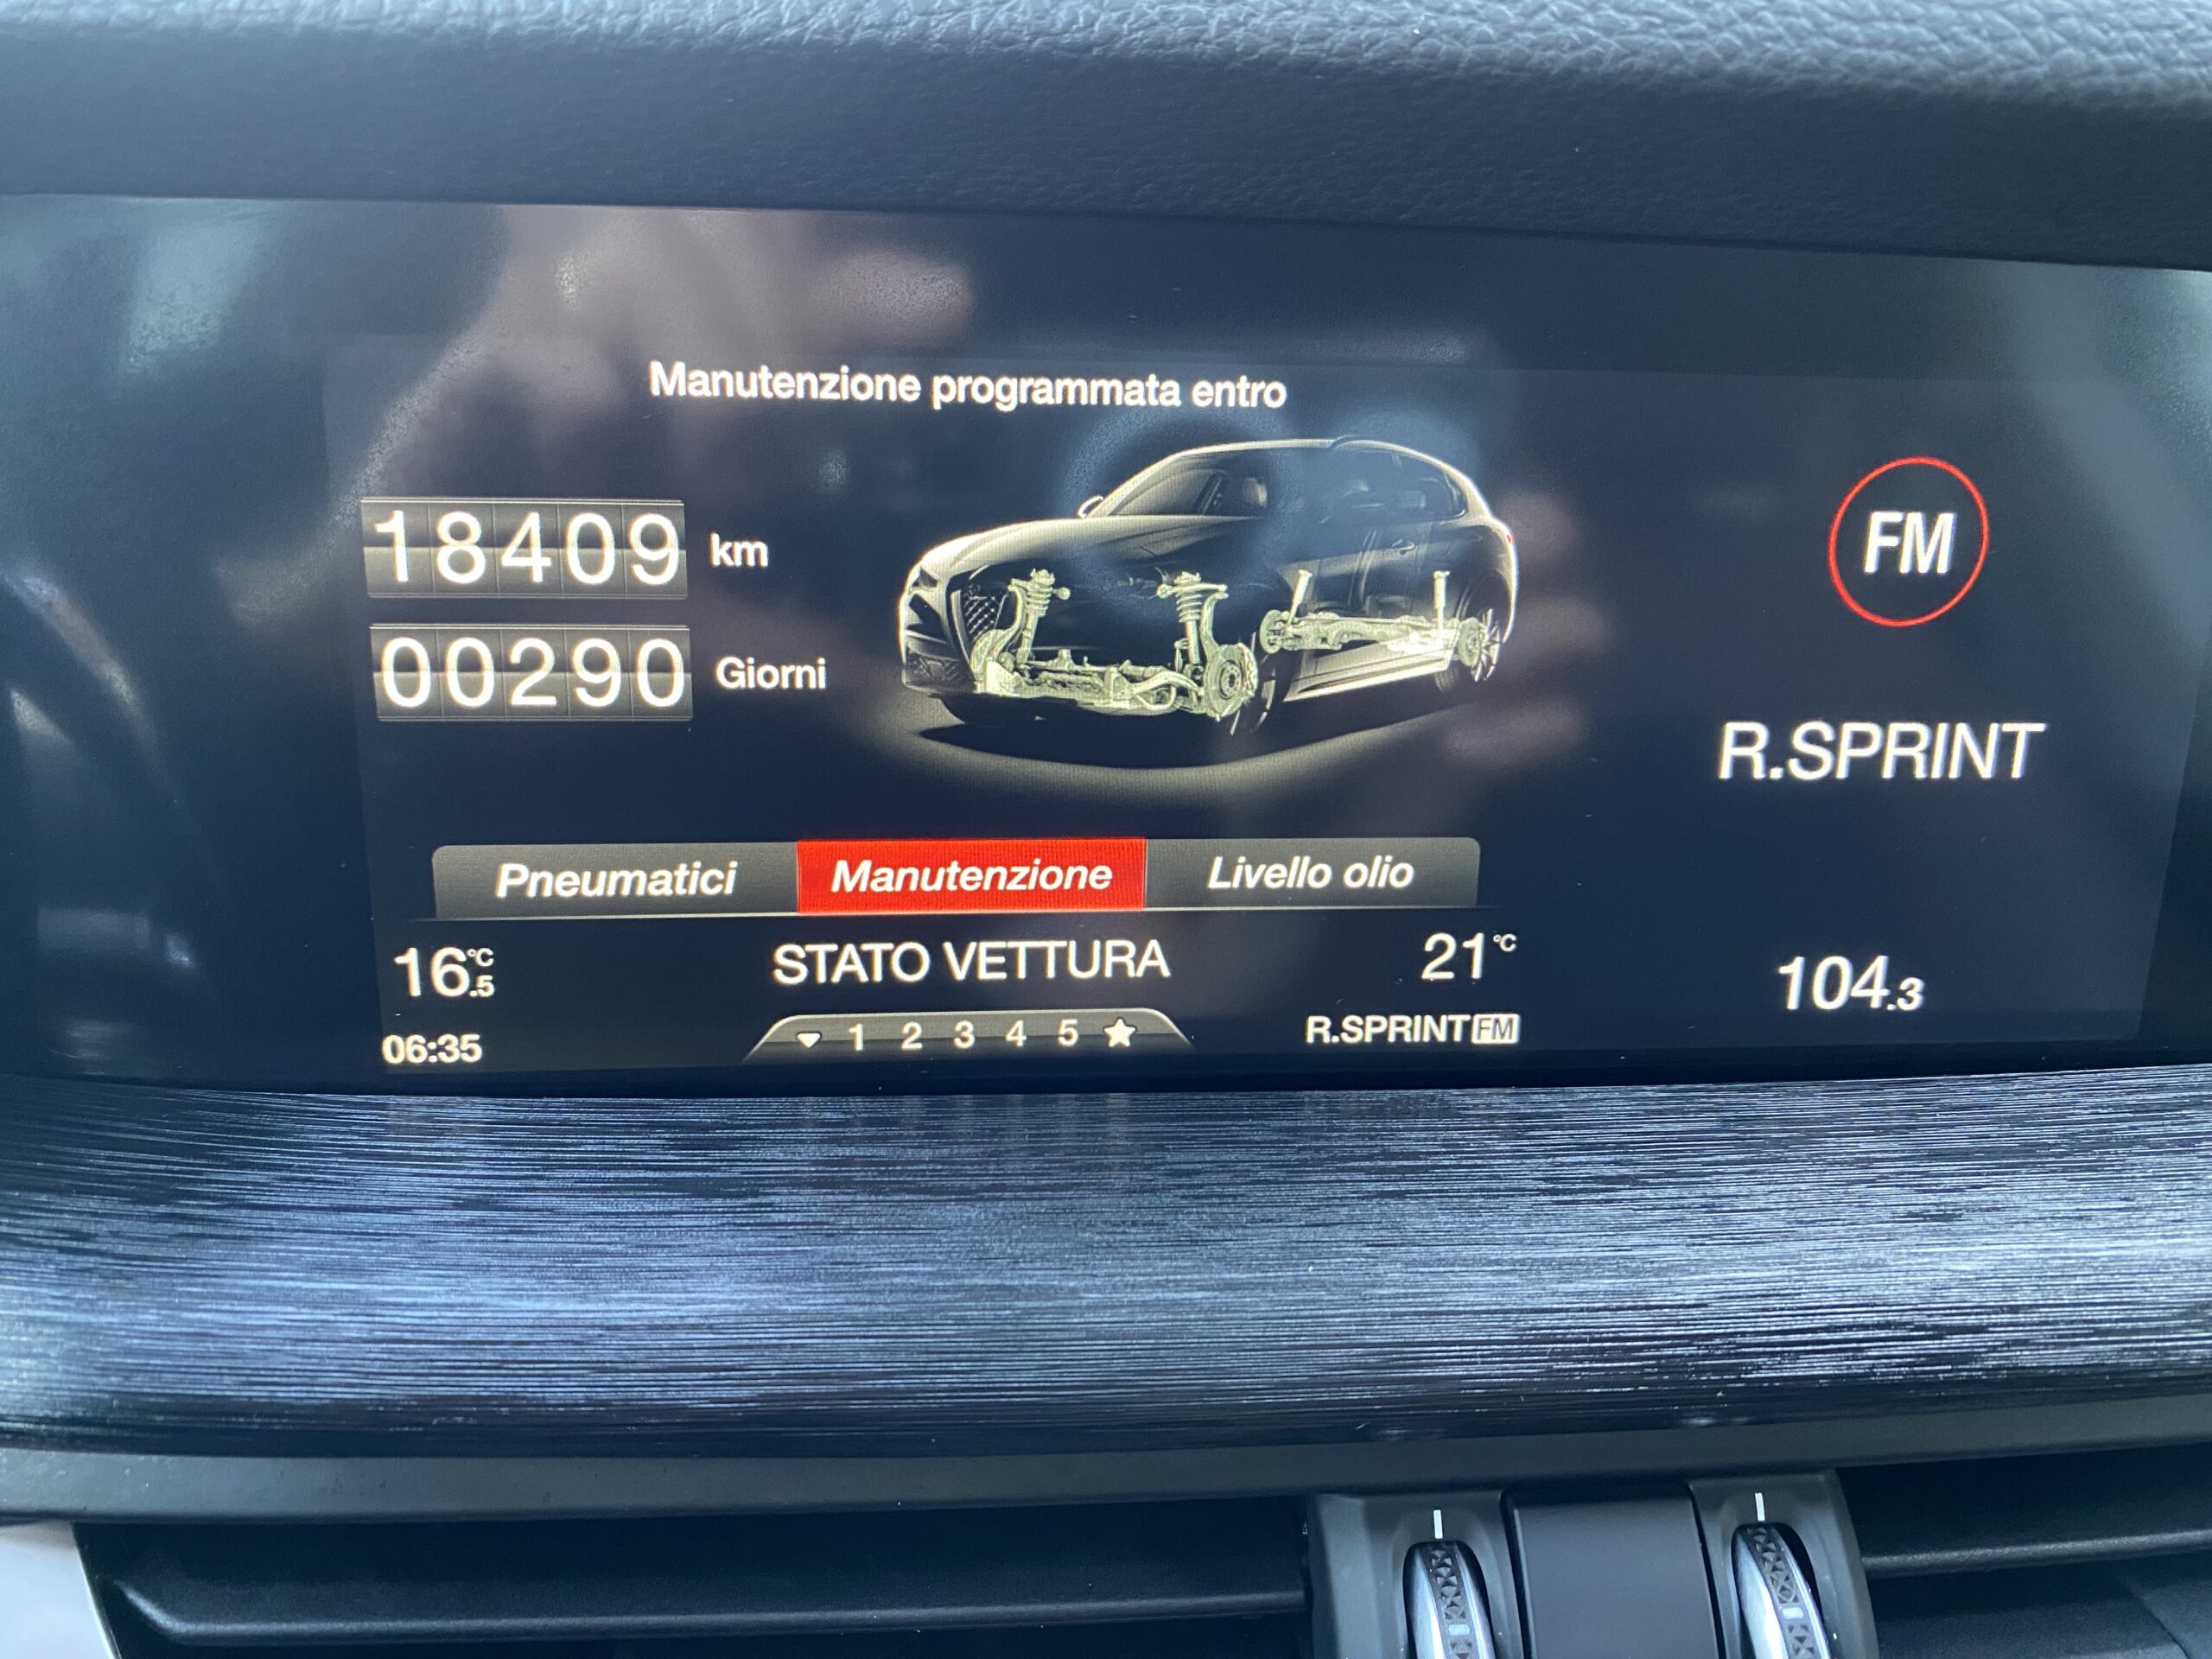 Manutenzione programmata entro
18409 km
00290 Giorni
FM
R.SPRINT
104.3
Pneumatici Manutenzione Livello olio
16.5°C STATO VETTURA 21°C
06:35 1 2 3 4 5 R.SPRINT FM